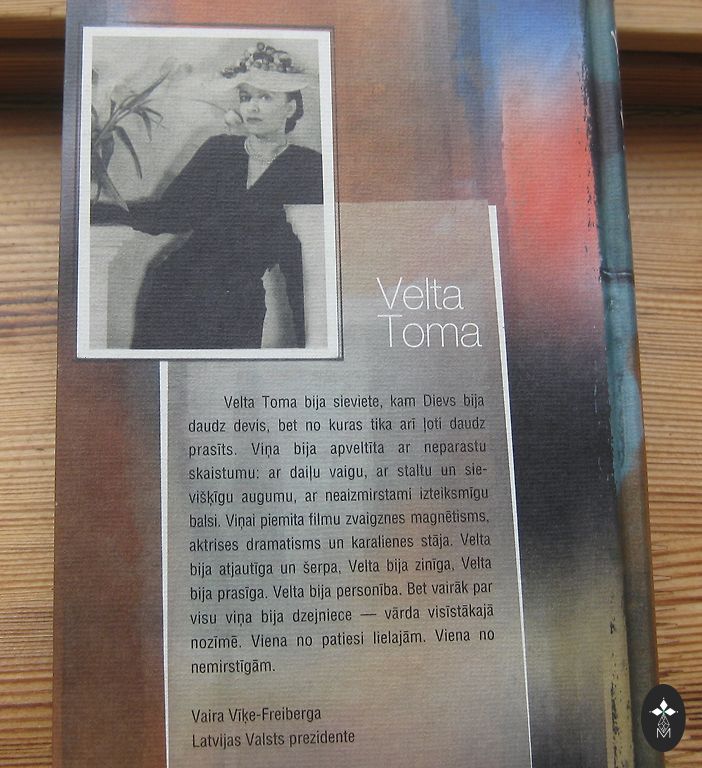 Velta
Toma
Velta Toma bija sieviete, kam Dievs bija
daudz devis, bet no kuras tika arī ļoti daudz
prasīts. Viņa bija apveltīta ar neparastu
skaistumu: ar daiļu vaigu, ar staltu un sie-
višķīgu augumu, ar neaizmirstami izteiksmīgu
balsi. Viņai piemita filmu zvaigznes magnētisms,
aktrises dramatisms un karalienes stāja. Velta
bija atjautīga un šerpa, Velta bija zinīga, Velta
bija prasīga. Velta bija personība. Bet vairāk par
visu viņa bija dzejniece — vārda visīstākajā
nozīmē. Viena no patiesi lielajām. Viena no
nemirstīgām.
Vaira Vīķe-Freiberga
Latvijas Valsts prezidente
M